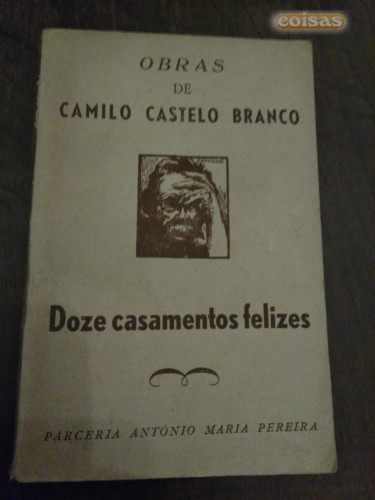 coisas
OBRAS
DE
CAMILO CASTELO BRANCO
Doze casamentos felizes
PARCERIA ANTÓNIO MARIA PEREIRA